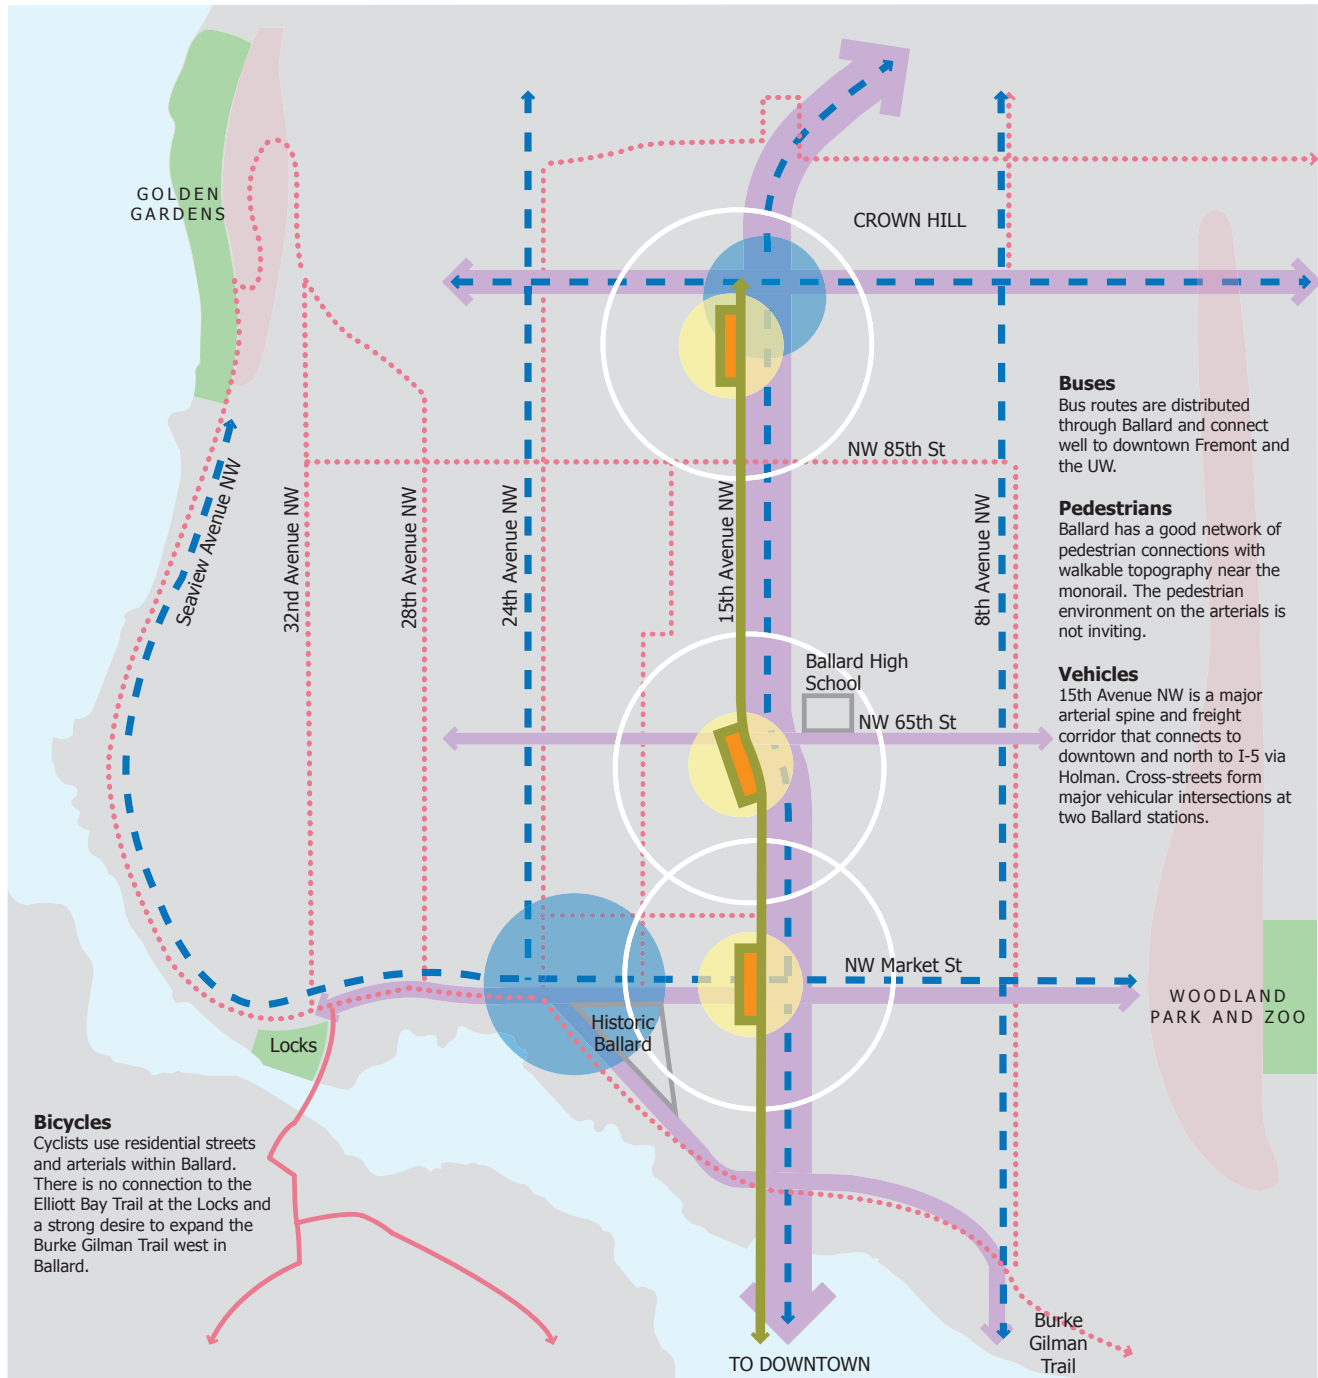 GOLDEN
GARDENS
CROWN HILL
Buses
Bus routes are distributed
through Ballard and connect
well to downtown Fremont and
the UW.
NW 85th St
Seaview Avenue NW
32nd Avenue NW
28th Avenue NW
24th Avenue NW
15th Avenue NW
8th Avenue NW
Pedestrians
Ballard has a good network of
pedestrian connections with
walkable topography near the
monorail. The pedestrian
environment on the arterials is
not inviting.
Ballard High
School
NW 65th St
Vehicles
15th Avenue NW is a major
arterial spine and freight
corridor that connects to
downtown and north to I-5 via
Holman. Cross-streets form
major vehicular intersections at
two Ballard stations.
NW Market St
WOODLAND
PARK AND ZOO
Historic
Ballard
Locks
Bicycles
Cyclists use residential streets
and arterials within Ballard.
There is no connection to the
Elliott Bay Trail at the Locks and
a strong desire to expand the
Burke Gilman Trail west in
Ballard.
Burke
Gilman
Trail
TO DOWNTOWN